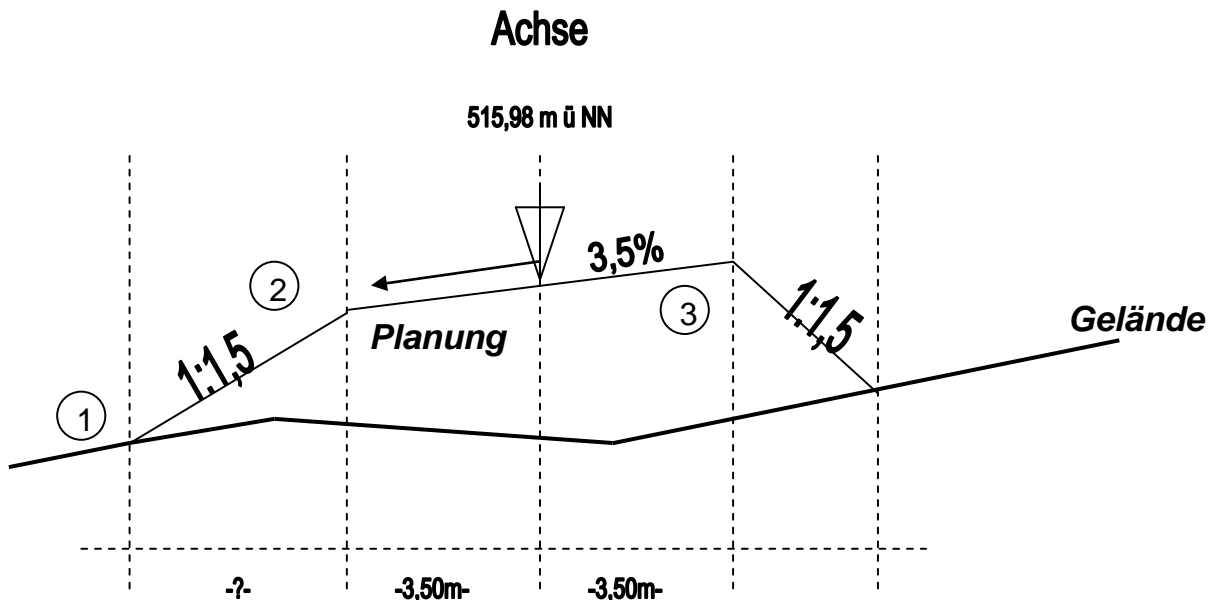 Achse
515,98 m ü NN
3,5%
2
3
1:1,5
Planung
1:1,5
Gelände
1
-?-
-3,50m-
-3,50m-